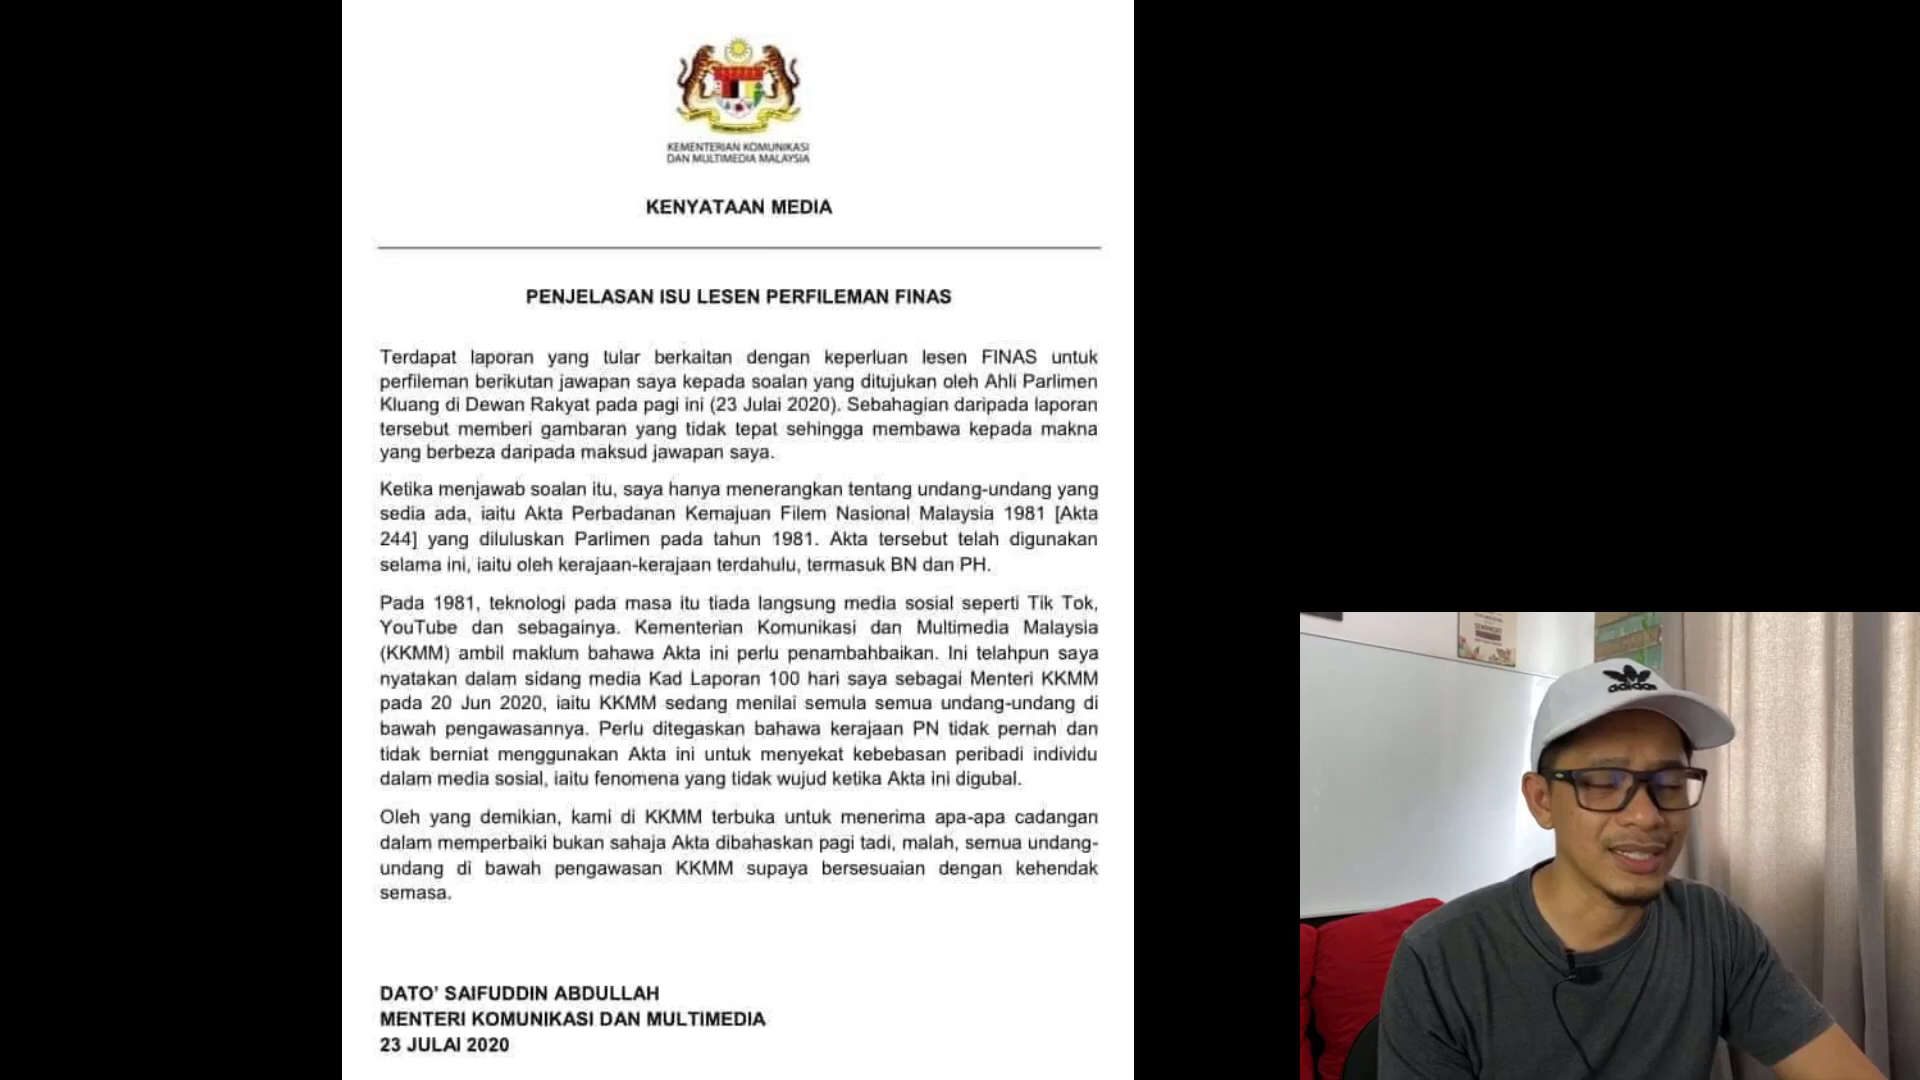 KEMENTERIAN KOMUNIKASI
DAN MULTIMEDIA MALAYSIA
KENYATAAN MEDIA
PENJELASAN ISU LESEN PERFILEMAN FINAS
Terdapat laporan yang tular berkaitan dengan keperluan lesen FINAS untuk
perfileman berikutan jawapan saya kepada soalan yang ditujukan oleh Ahli Parlimen
Kluang di Dewan Rakyat pada pagi ini (23 Julai 2020). Sebahagian daripada laporan
tersebut memberi gambaran yang tidak tepat sehingga membawa kepada makna
yang berbeza daripada maksud jawapan saya.
Ketika menjawab soalan itu, saya hanya menerangkan tentang undang-undang yang
sedia ada, iaitu Akta Perbadanan Kemajuan Filem Nasional Malaysia 1981 [Akta
244] yang diluluskan Parlimen pada tahun 1981. Akta tersebut telah digunakan
selama ini, iaitu oleh kerajaan-kerajaan terdahulu, termasuk BN dan PH.
Pada 1981, teknologi pada masa itu tiada langsung media sosial seperti Tik Tok,
YouTube dan sebagainya. Kementerian Komunikasi dan Multimedia Malaysia
(KKMM) ambil maklum bahawa Akta ini perlu penambahbaikan. Ini telahpun saya
nyatakan dalam sidang media Kad Laporan 100 hari saya sebagai Menteri KKMM
pada 20 Jun 2020, iaitu KKMM sedang menilai semula semua undang-undang di
bawah pengawasannya. Perlu ditegaskan bahawa kerajaan PN tidak pernah dan
tidak berniat menggunakan Akta ini untuk menyekat kebebasan peribadi individu
dalam media sosial, iaitu fenomena yang tidak wujud ketika Akta ini digubal.
Oleh yang demikian, kami di KKMM terbuka untuk menerima apa-apa cadangan
dalam memperbaiki bukan sahaja Akta dibahaskan pagi tadi, malah, semua undang-
undang di bawah pengawasan KKMM supaya bersesuaian dengan kehendak
semasa.
DATO' SAIFUDDIN ABDULLAH
MENTERI KOMUNIKASI DAN MULTIMEDIA
23 JULAI 2020
adidas